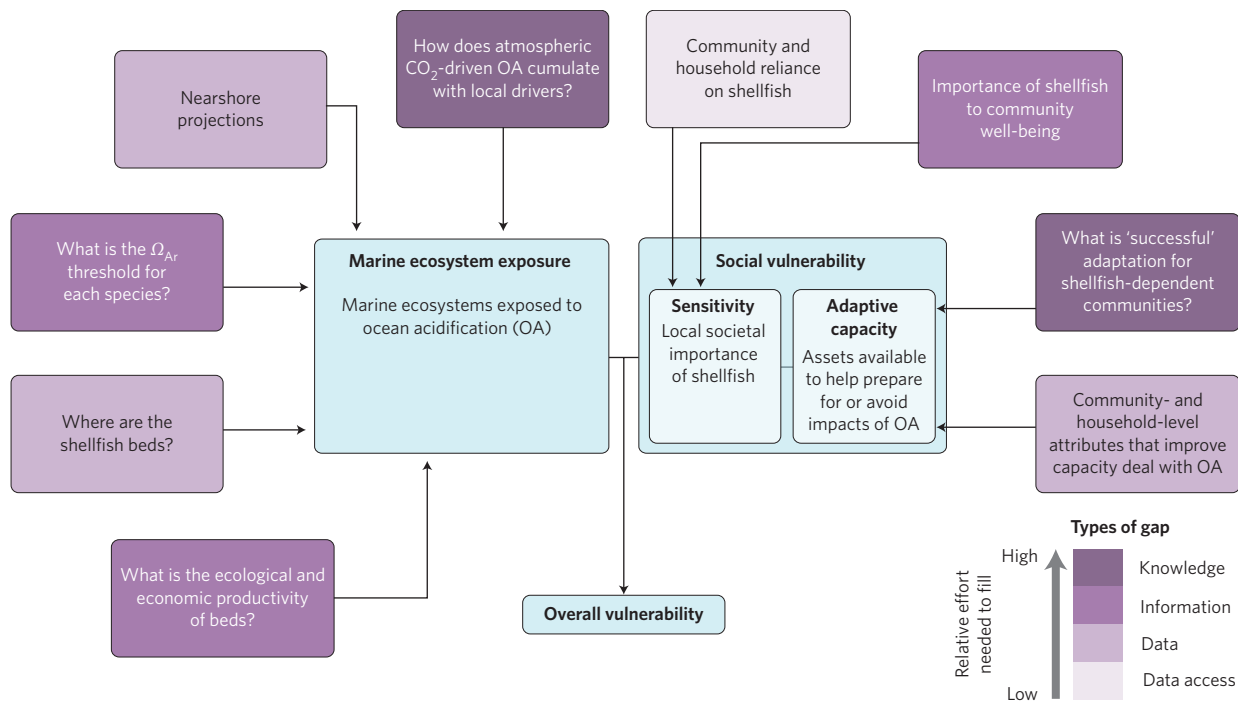 Nearshore
projections
How does atmospheric
CO₂-driven OA cumulate
with local drivers?
Community and
household reliance
on shellfish
Importance of shellfish
to community
well-being
What is the Ω_Ar
threshold for
each species?
Where are the
shellfish beds?
What is the ecological and
economic productivity
of beds?
Marine ecosystem exposure
Marine ecosystems exposed to
ocean acidification (OA)
Social vulnerability
Sensitivity
Local societal
importance
of shellfish
Adaptive
capacity
Assets available
to help prepare
for or avoid
impacts of OA
What is ‘successful’
adaptation for
shellfish-dependent
communities?
Community- and
household-level
attributes that improve
capacity deal with OA
Overall vulnerability
Types of gap
High
Low
Relative effort
needed to fill
Knowledge
Information
Data
Data access